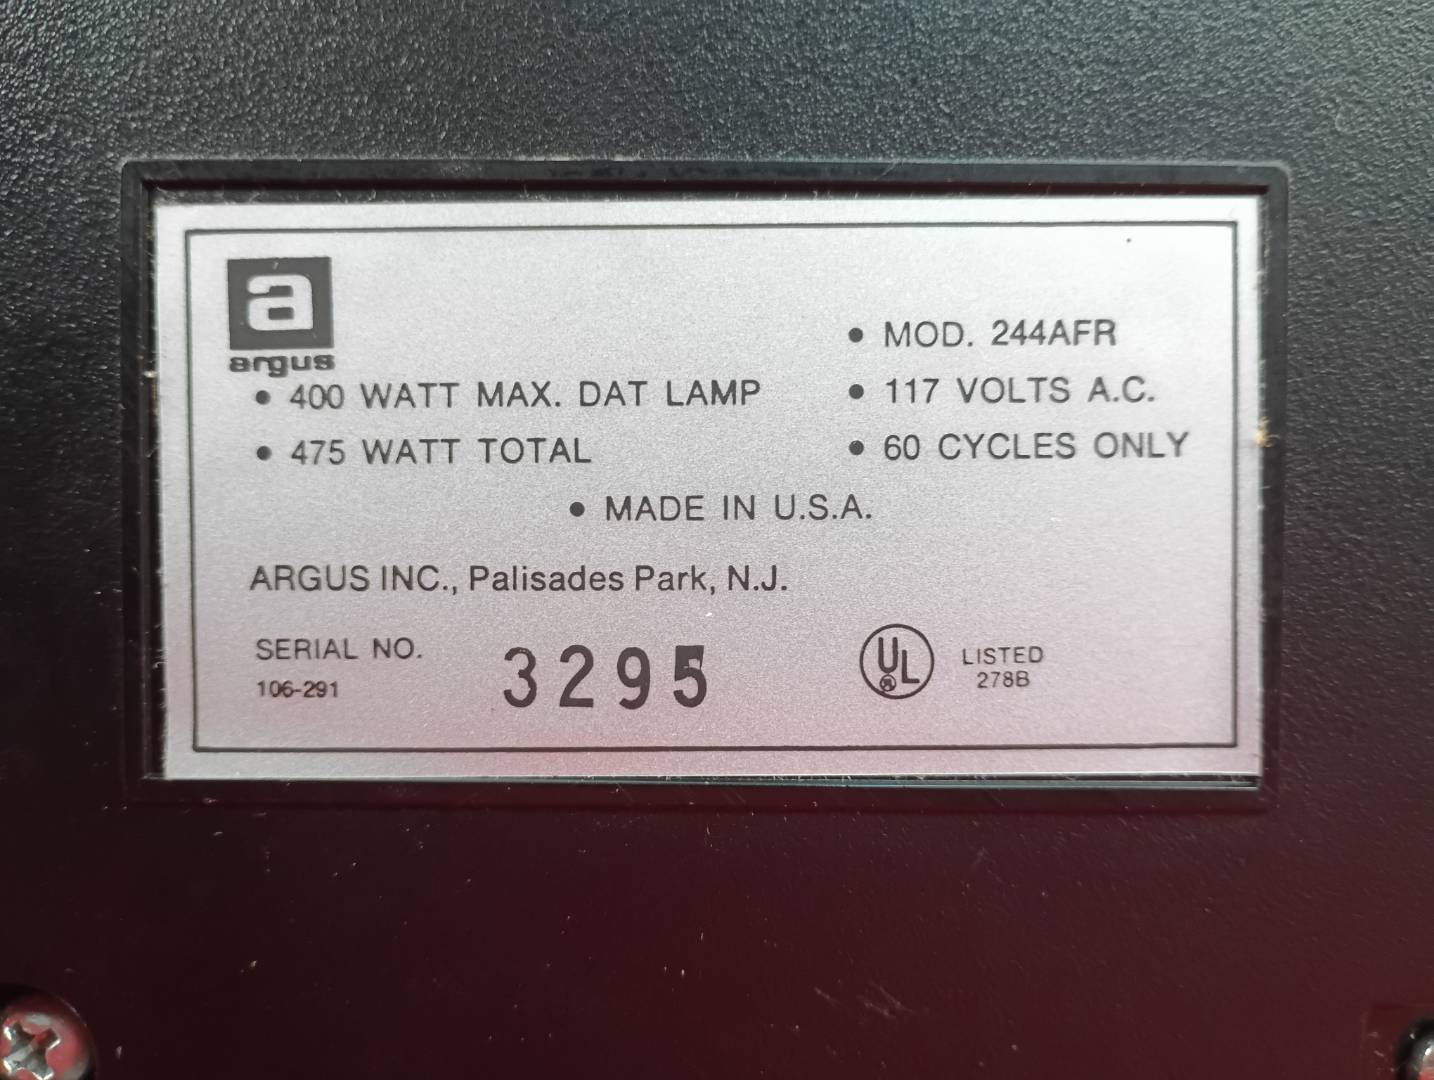 a
argus
• MOD. 244AFR
• 400 WATT MAX. DAT LAMP
• 117 VOLTS A.C.
• 475 WATT TOTAL
• 60 CYCLES ONLY
• MADE IN U.S.A.
ARGUS INC., Palisades Park, N.J.
SERIAL NO. 3295
106-291
UL LISTED
278B